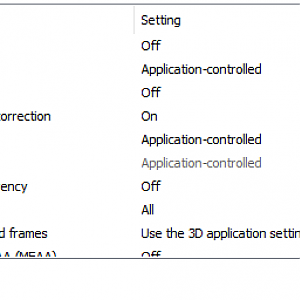 Setting
Off
Application-controlled
Off
orrection On
Application-controlled
Application-controlled
ency Off
All
d frames Use the 3D application settin
AA (MFAA) Off